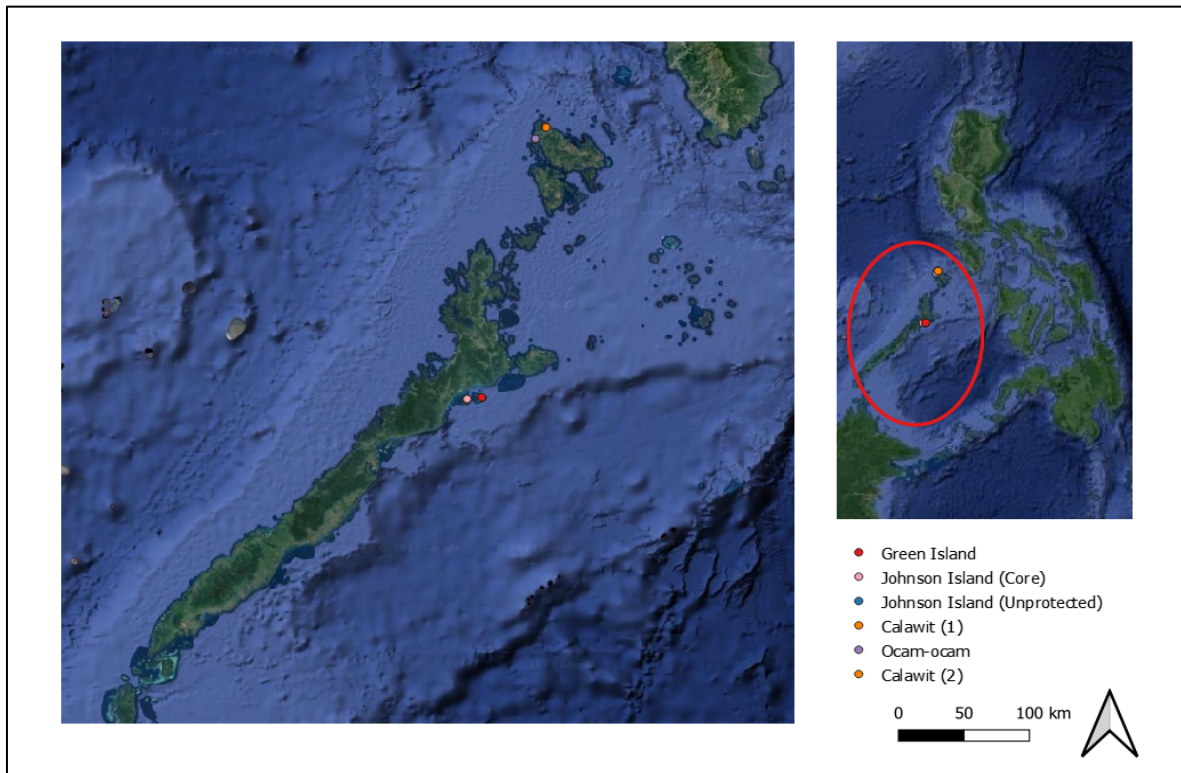 Green Island
Johnson Island (Core)
Johnson Island (Unprotected)
Calawit (1)
Ocam-ocam
Calawit (2)
0 50 100 km